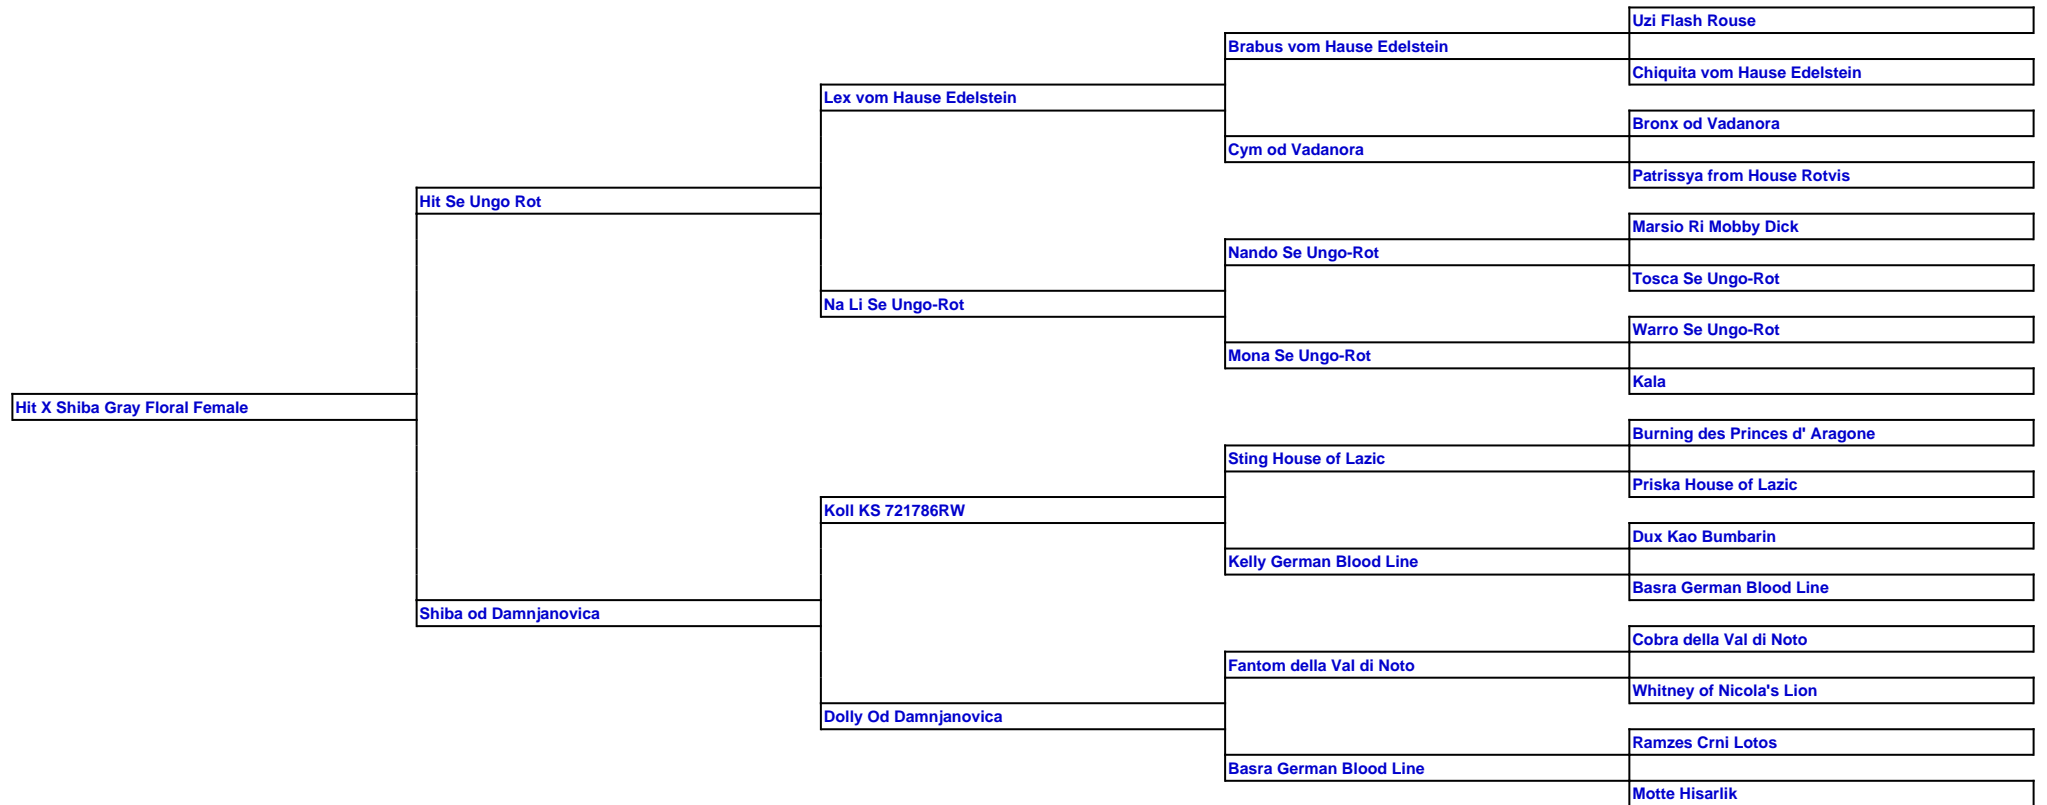 Uzi Flash Rouse
Brabus vom Hause Edelstein
Chiquita vom Hause Edelstein
Lex vom Hause Edelstein
Bronx od Vadanora
Cym od Vadanora
Patrissya from House Rotvis
Hit Se Ungo Rot
Marsio Ri Mobby Dick
Nando Se Ungo-Rot
Tosca Se Ungo-Rot
Na Li Se Ungo-Rot
Warro Se Ungo-Rot
Mona Se Ungo-Rot
Kala
Hit X Shiba Gray Floral Female
Burning des Princes d' Aragone
Sting House of Lazic
Priska House of Lazic
Koll KS 721786RW
Dux Kao Bumbarin
Kelly German Blood Line
Basra German Blood Line
Shiba od Damnjanovica
Cobra della Val di Noto
Fantom della Val di Noto
Whitney of Nicola's Lion
Dolly Od Damnjanovica
Ramzes Crni Lotos
Basra German Blood Line
Motte Hisarlik